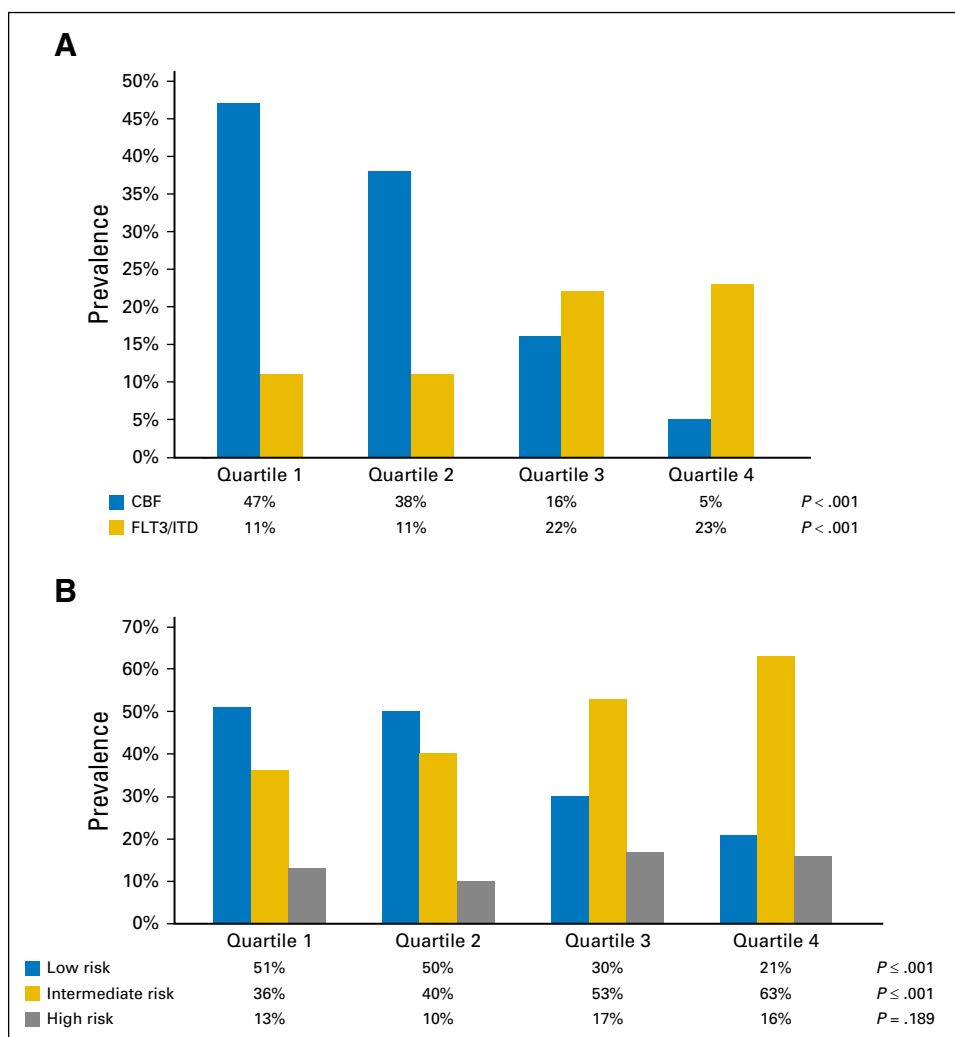 A
50%
45%
40%
35%
30%
25%
20%
15%
10%
5%
0%
Prevalence
Quartile 1 Quartile 2 Quartile 3 Quartile 4
CBF 47% 38% 16% 5% P < .001
FLT3/ITD 11% 11% 22% 23% P < .001
B
70%
60%
50%
40%
30%
20%
10%
0%
Prevalence
Quartile 1 Quartile 2 Quartile 3 Quartile 4
Low risk 51% 50% 30% 21% P ≤ .001
Intermediate risk 36% 40% 53% 63% P ≤ .001
High risk 13% 10% 17% 16% P = .189